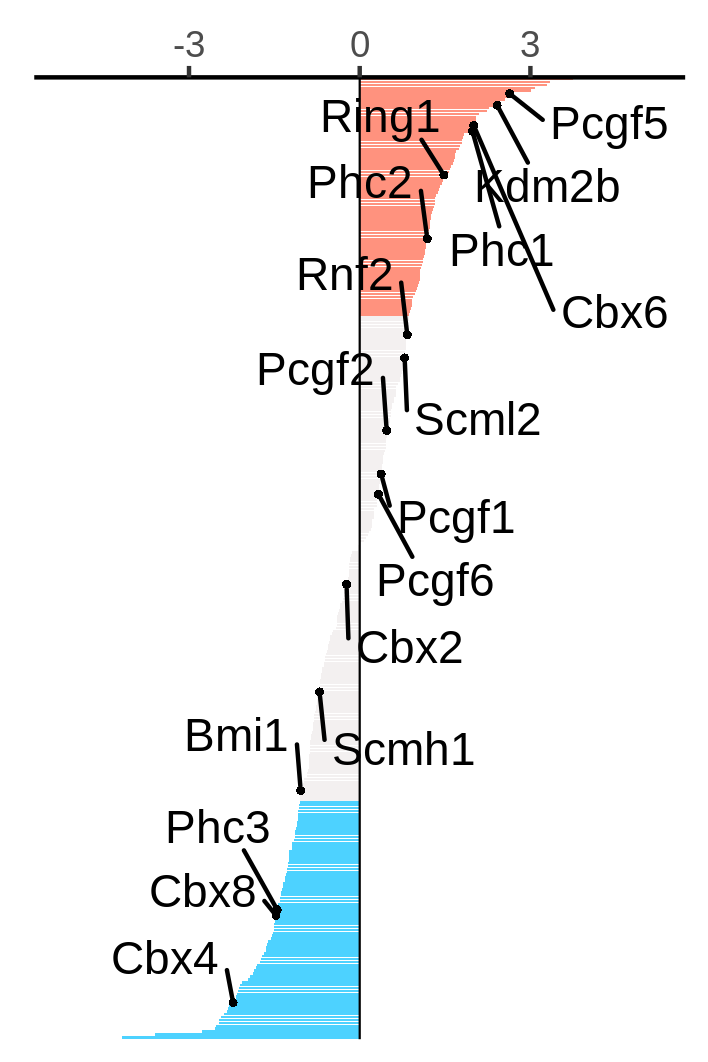 -3 0 3
Ring1
Pcgf5
Phc2
Kdm2b
Phc1
Rnf2
Cbx6
Pcgf2
Scml2
Pcgf1
Pcgf6
Cbx2
Bmi1
Scmh1
Phc3
Cbx8
Cbx4